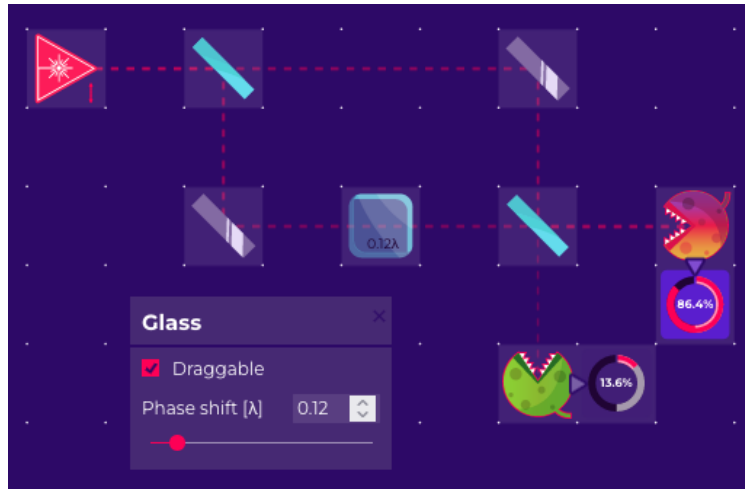 0.12λ
86.4%
Glass
×
Draggable
Phase shift [λ] 0.12
13.6%